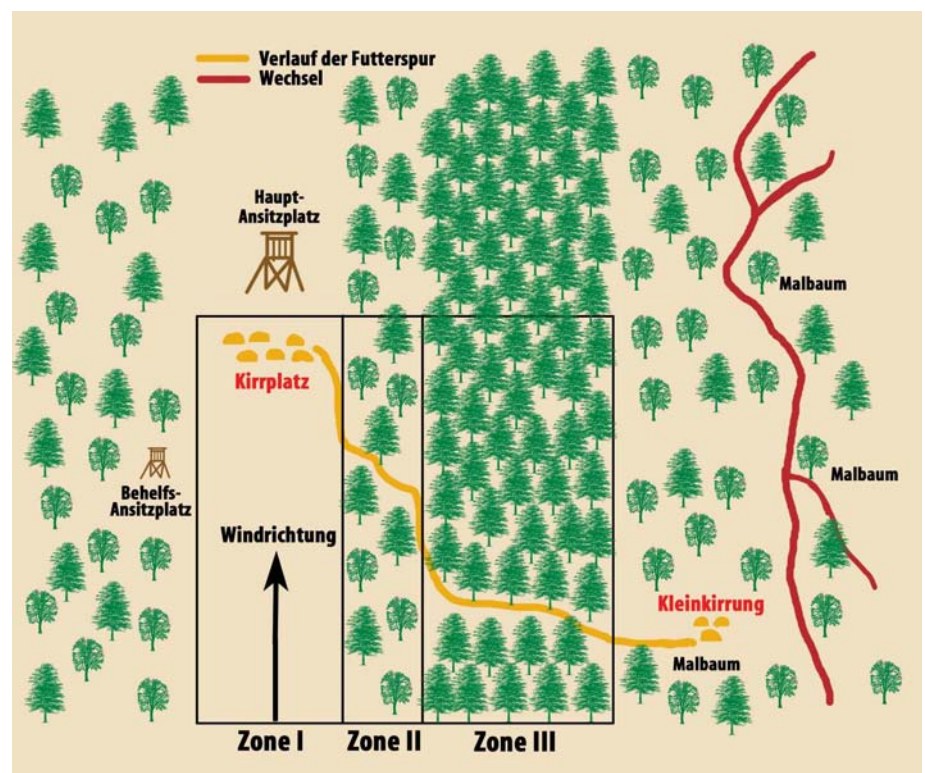 Verlauf der Futterspur
Wechsel
Haupt-
Ansitzplatz
Malbaum
Kirrplatz
Malbaum
Behelfs-
Ansitzplatz
Windrichtung
Kleinkirrung
Malbaum
Zone I
Zone II
Zone III